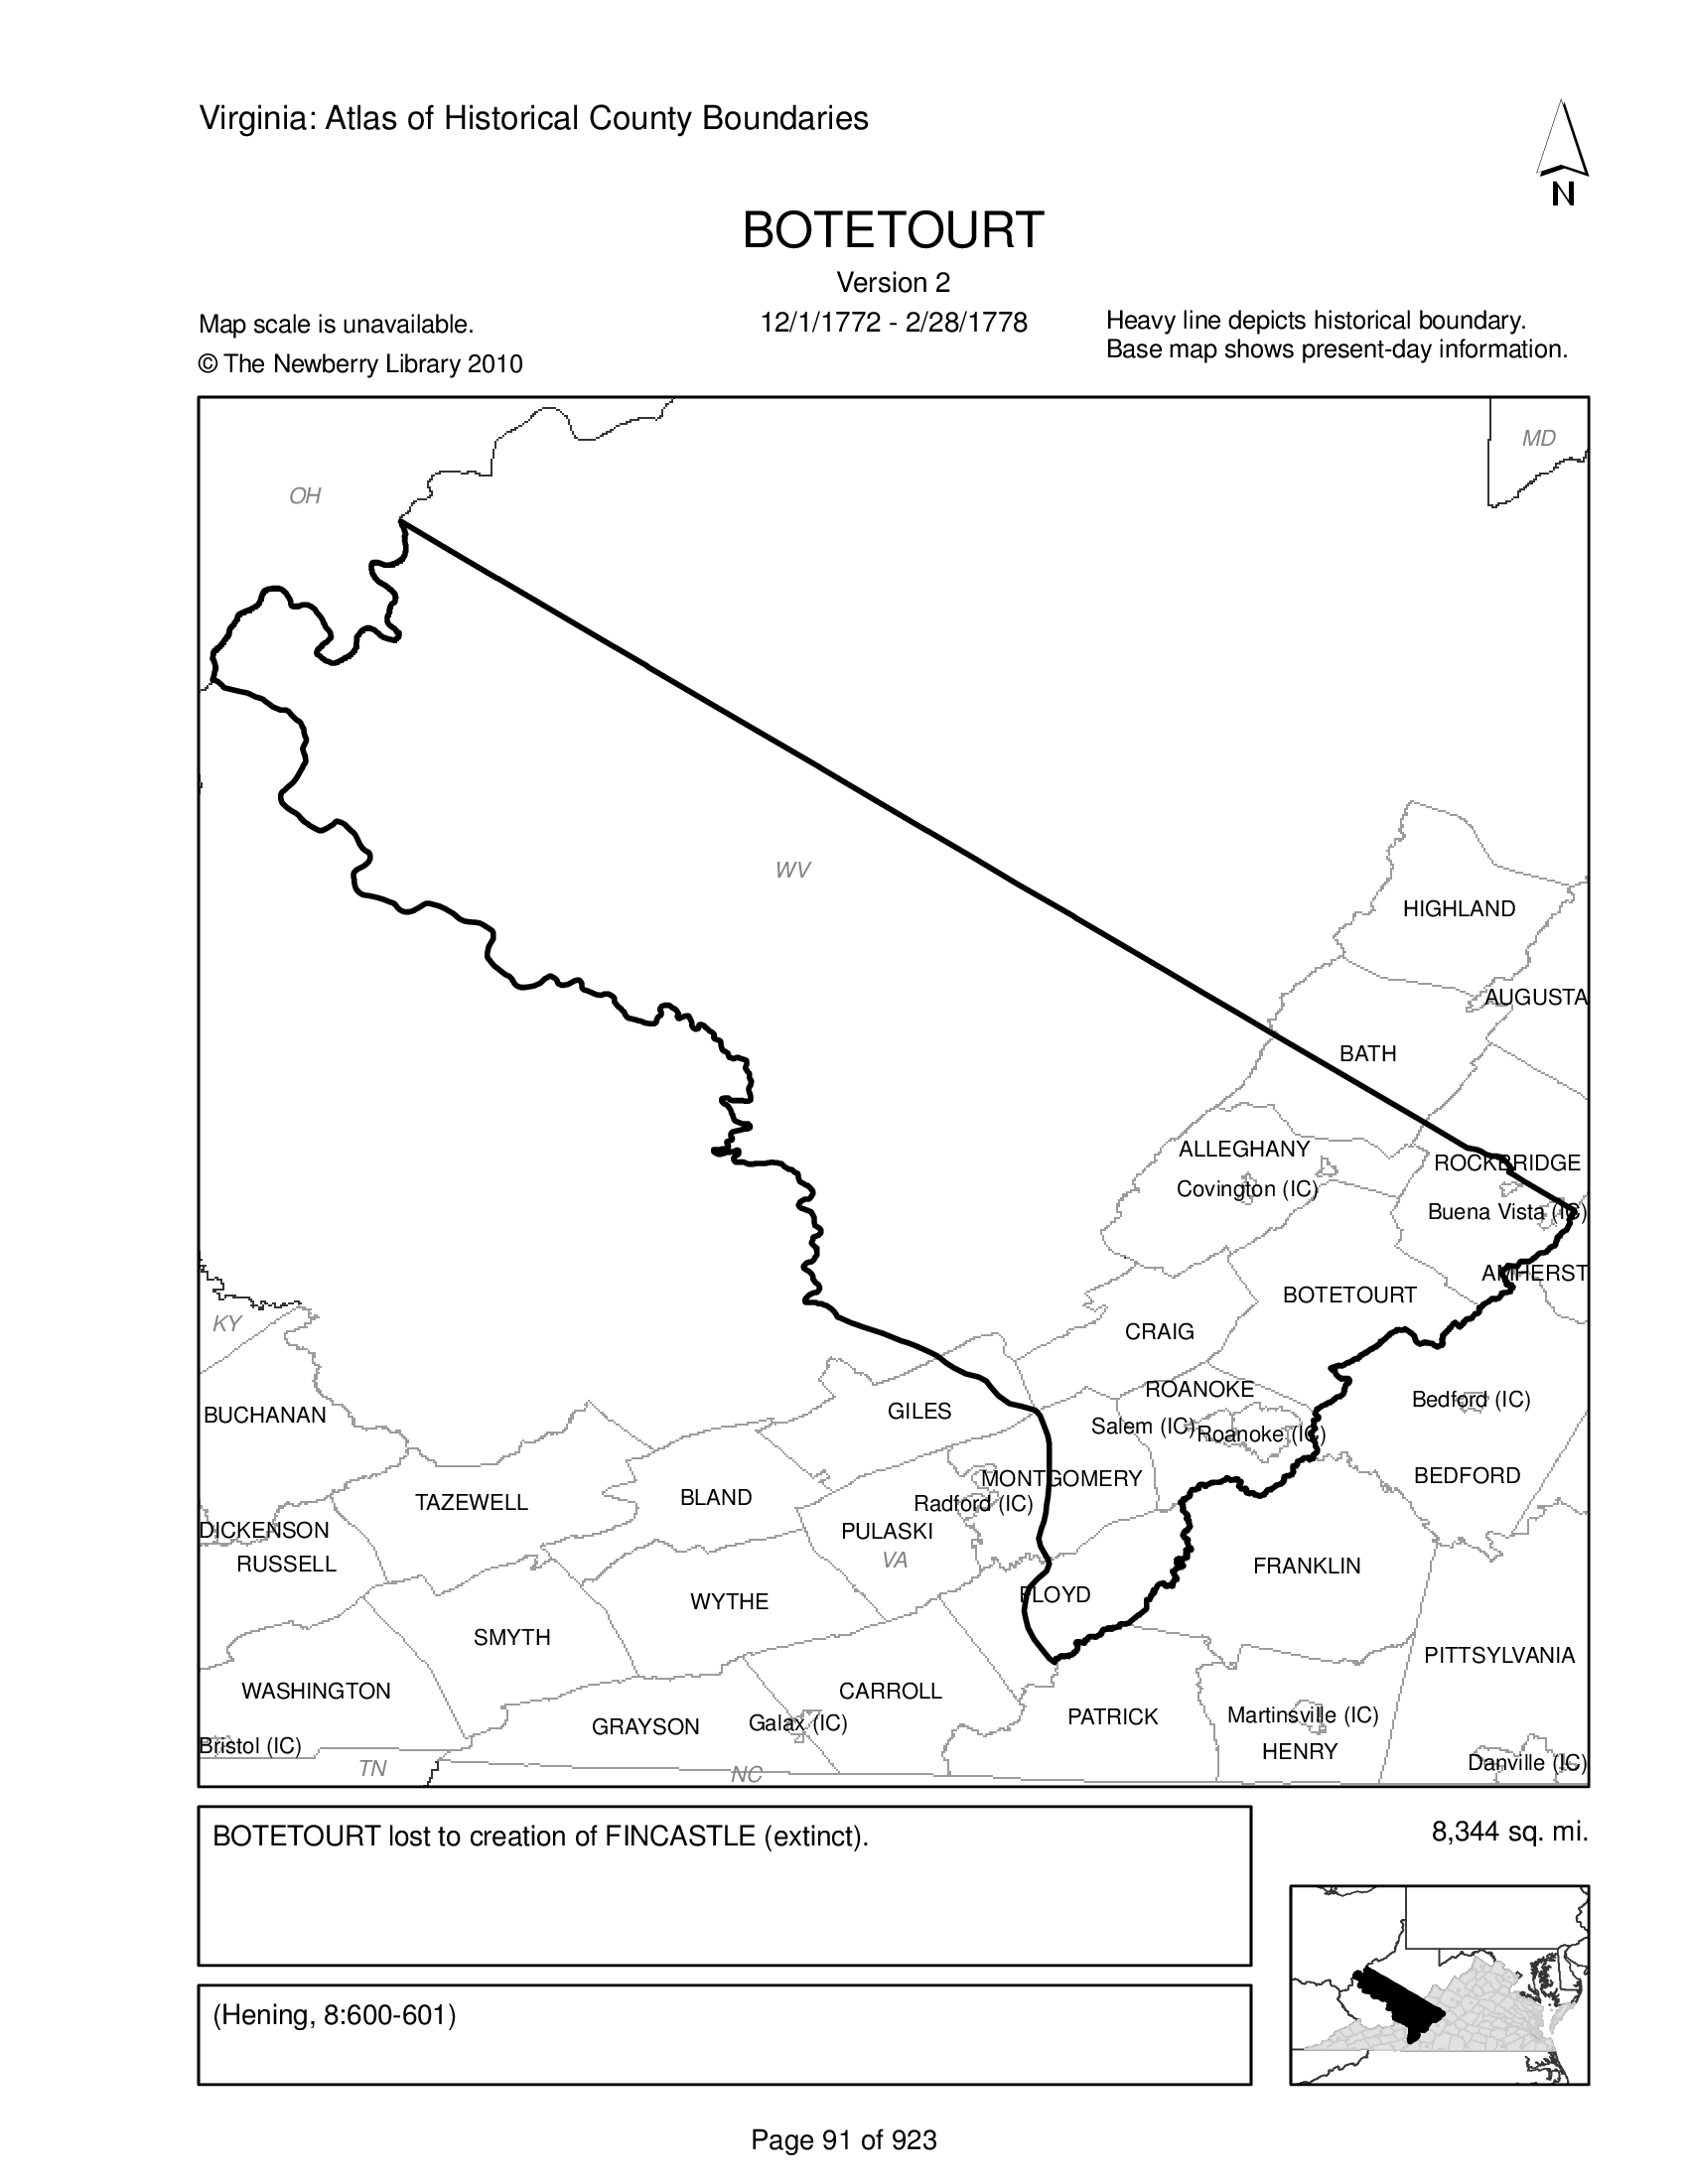 Virginia: Atlas of Historical County Boundaries
N
BOTETOURT
Version 2
12/1/1772 - 2/28/1778
Map scale is unavailable.
© The Newberry Library 2010
Heavy line depicts historical boundary.
Base map shows present-day information.
MD
OH
WV
HIGHLAND
AUGUSTA
BATH
ALLEGHANY
ROCKBRIDGE
Covington (IC)
Buena Vista (IC)
AMHERST
BOTETOURT
KY
CRAIG
ROANOKE
Bedford (IC)
GILES
BUCHANAN
Salem (IC)
Roanoke (IC)
MONTGOMERY
BEDFORD
BLAND
TAZEWELL
Radford (IC)
DICKENSON
PULASKI
VA
RUSSELL
FRANKLIN
FLOYD
WYTHE
SMYTH
PITTSYLVANIA
WASHINGTON
CARROLL
PATRICK
Martinsville (IC)
GRAYSON
Galax (IC)
Bristol (IC)
HENRY
Danville (IC)
TN
NC
BOTETOURT lost to creation of FINCASTLE (extinct).
8,344 sq. mi.
(Hening, 8:600-601)
Page 91 of 923